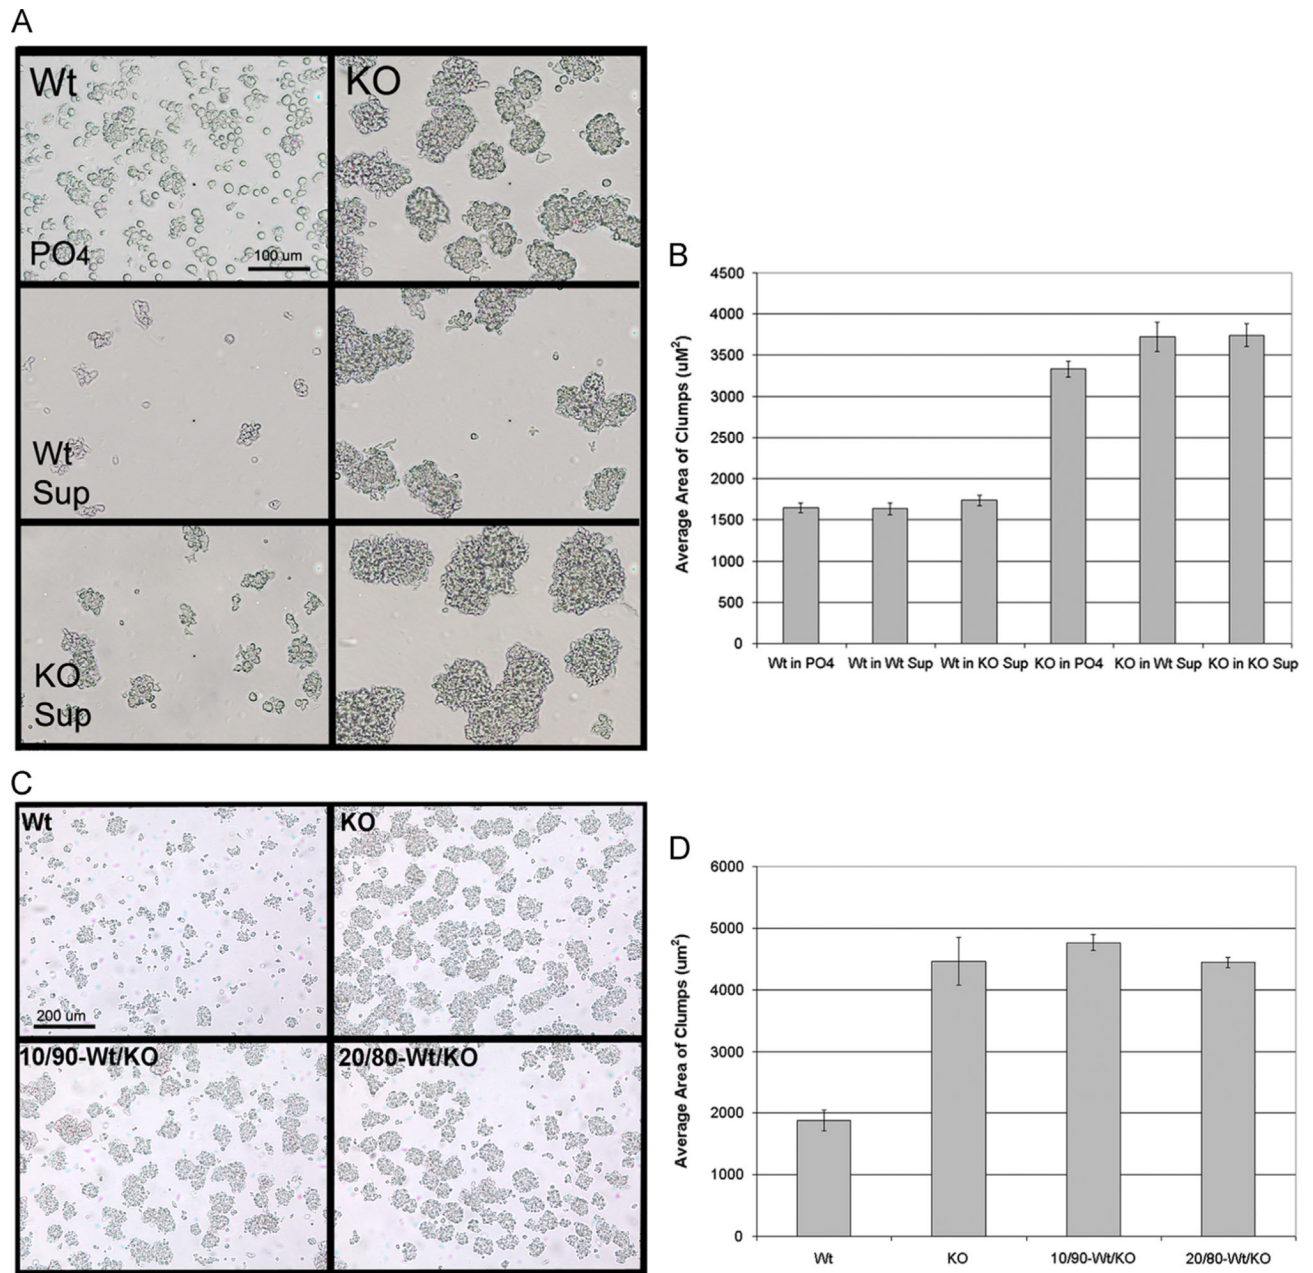 A
Wt
KO
PO4
100 um
Wt
Sup
KO
Sup
B
Average Area of Clumps (uM²)
4500
4000
3500
3000
2500
2000
1500
1000
500
0
Wt in PO4
Wt in Wt Sup
Wt in KO Sup
KO in PO4
KO in Wt Sup
KO in KO Sup
C
Wt
KO
200 um
10/90-Wt/KO
20/80-Wt/KO
D
Average Area of Clumps (um²)
6000
5000
4000
3000
2000
1000
0
Wt
KO
10/90-Wt/KO
20/80-Wt/KO